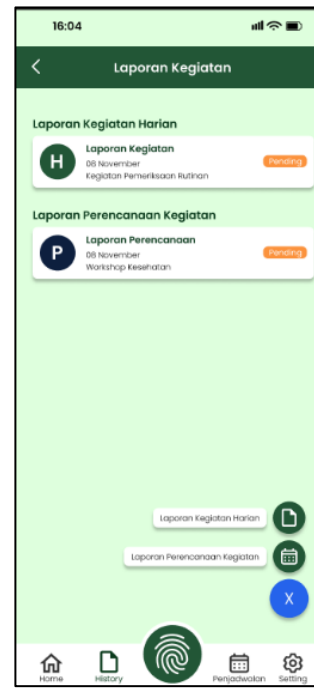 16:04
Laporan Kegiatan
Laporan Kegiatan Harian
H
Laporan Kegiatan
08 November
Kegiatan Pemeriksaan Rutinan
Pending
Laporan Perencanaan Kegiatan
P
Laporan Perencanaan
08 November
Workshop Kesehatan
Pending
Laporan Kegiatan Harian
Laporan Perencanaan Kegiatan
X
Home
History
Penjadwalan
Setting